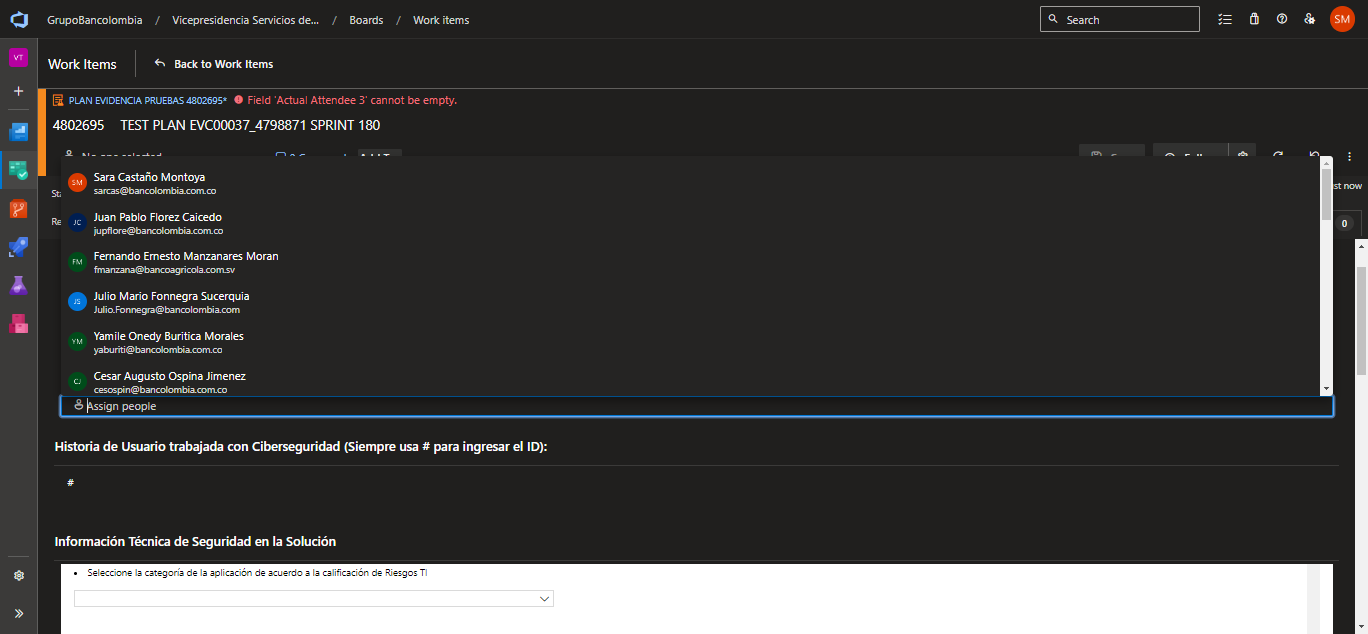 GrupoBancolombia / Vicepresidencia Servicios de... / Boards / Work items
Search
SM
VT
Work Items
Back to Work Items
PLAN EVIDENCIA PRUEBAS 4802695* Field 'Actual Attendee 3' cannot be empty.
4802695 TEST PLAN EVC00037_4798871 SPRINT 180
No one selected
st now
0
SM
Sara Castaño Montoya
sarcas@bancolombia.com.co
JC
Juan Pablo Florez Caicedo
jupflore@bancolombia.com.co
FM
Fernando Ernesto Manzanares Moran
fmanzana@bancoagricola.com.sv
JS
Julio Mario Fonnegra Sucerquia
Julio.Fonnegra@bancolombia.com
YM
Yamile Onedy Buritica Morales
yaburiti@bancolombia.com.co
CJ
Cesar Augusto Ospina Jimenez
cesospin@bancolombia.com.co
Assign people
Historia de Usuario trabajada con Ciberseguridad (Siempre usa # para ingresar el ID):
#
Información Técnica de Seguridad en la Solución
• Seleccione la categoría de la aplicación de acuerdo a la calificación de Riesgos TI